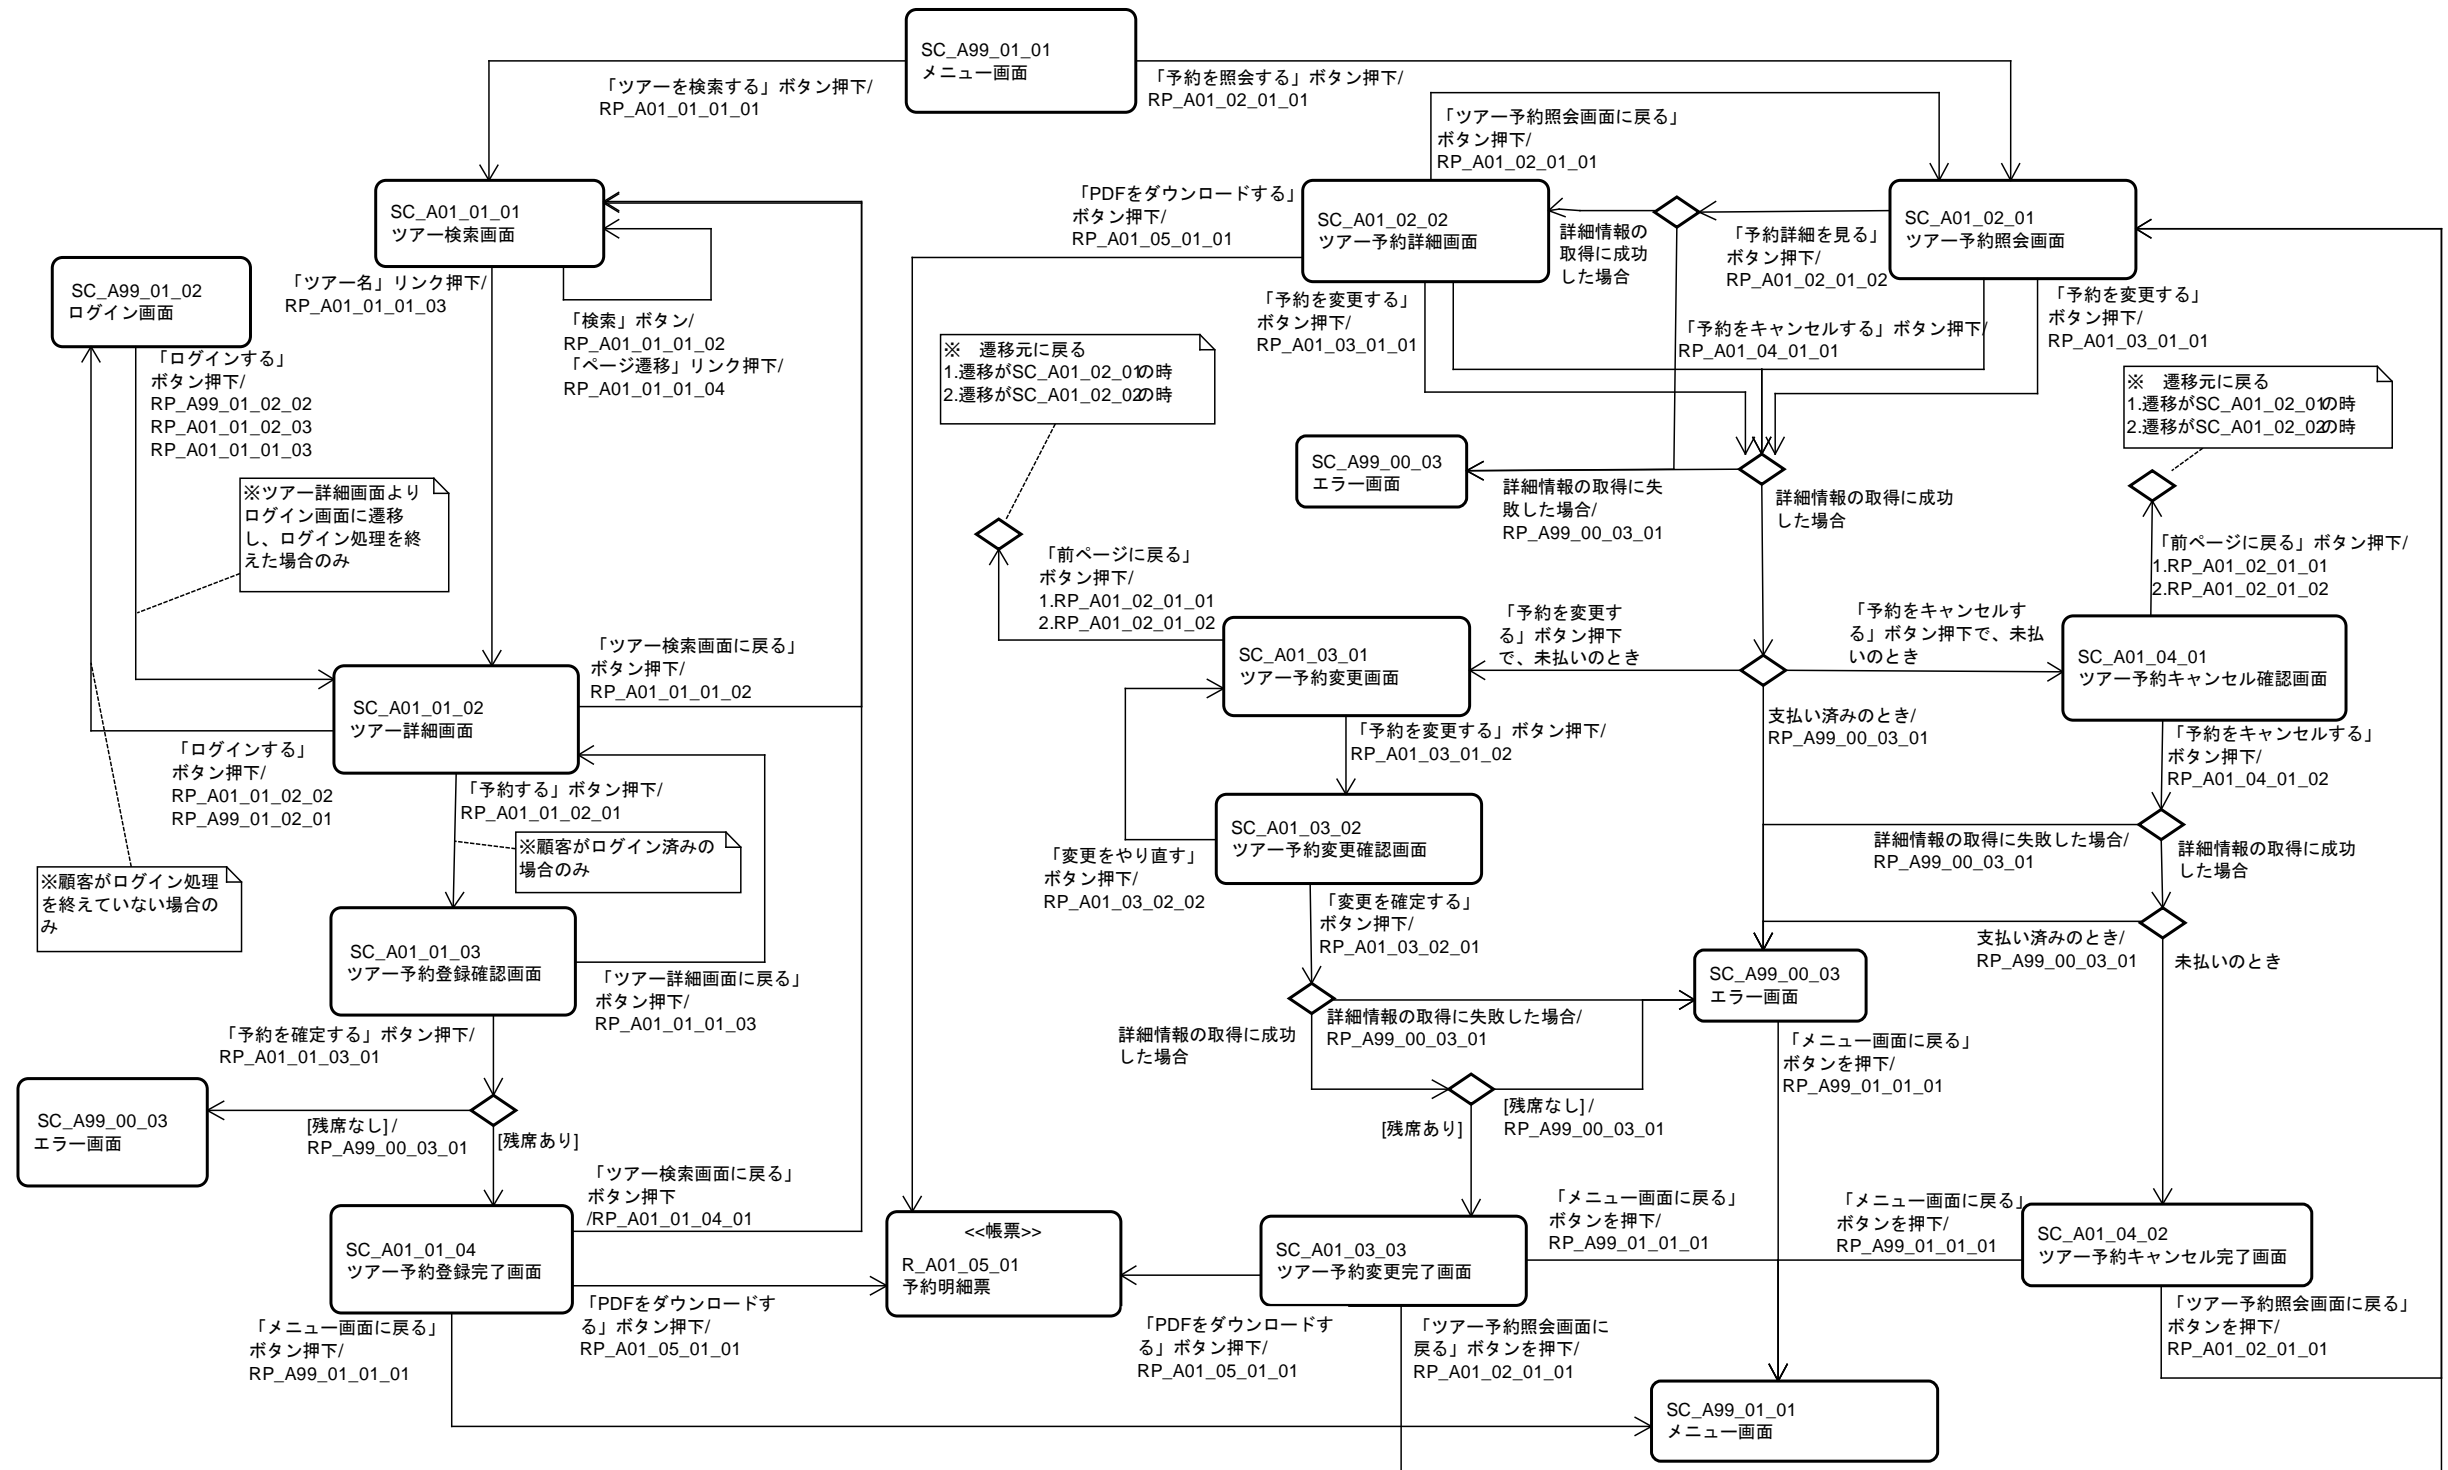 SC_A99_01_01
メニュー画面
「ツアーを検索する」ボタン押下/
RP_A01_01_01_01
「予約を照会する」ボタン押下/
RP_A01_02_01_01
「ツアー予約照会画面に戻る」
ボタン押下/
RP_A01_02_01_01
SC_A01_01_01
ツアー検索画面
「PDFをダウンロードする」
ボタン押下/
RP_A01_05_01_01
SC_A01_02_02
ツアー予約詳細画面
詳細情報の
取得に成功
した場合
「予約詳細を見る」
ボタン押下/
RP_A01_02_01_02
SC_A01_02_01
ツアー予約照会画面
SC_A99_01_02
ログイン画面
「ツアー名」リンク押下/
RP_A01_01_01_03
「検索」ボタン/
RP_A01_01_01_02
「ページ遷移」リンク押下/
RP_A01_01_01_04
「予約を変更する」
ボタン押下/
RP_A01_03_01_01
「予約をキャンセルする」ボタン押下/
RP_A01_04_01_01
「予約を変更する」
ボタン押下/
RP_A01_03_01_01
「ログインする」
ボタン押下/
RP_A99_01_02_02
RP_A01_01_02_03
RP_A01_01_01_03
※　遷移元に戻る
1.遷移がSC_A01_02_01の時
2.遷移がSC_A01_02_02の時
※　遷移元に戻る
1.遷移がSC_A01_02_01の時
2.遷移がSC_A01_02_02の時
SC_A99_00_03
エラー画面
詳細情報の取得に失
敗した場合/
RP_A99_00_03_01
詳細情報の取得に成功
した場合
※ツアー詳細画面より
ログイン画面に遷移
し、ログイン処理を終
えた場合のみ
「前ページに戻る」
ボタン押下/
1.RP_A01_02_01_01
2.RP_A01_02_01_02
「前ページに戻る」ボタン押下/
1.RP_A01_02_01_01
2.RP_A01_02_01_02
「予約を変更す
る」ボタン押下
で、未払いのとき
「予約をキャンセルす
る」ボタン押下で、未払
いのとき
「ツアー検索画面に戻る」
ボタン押下/
RP_A01_01_01_02
SC_A01_03_01
ツアー予約変更画面
SC_A01_04_01
ツアー予約キャンセル確認画面
SC_A01_01_02
ツアー詳細画面
支払い済みのとき/
RP_A99_00_03_01
「ログインする」
ボタン押下/
RP_A01_01_02_02
RP_A99_01_02_01
「予約する」ボタン押下/
RP_A01_01_02_01
「予約を変更する」ボタン押下/
RP_A01_03_01_02
「予約をキャンセルする」
ボタン押下/
RP_A01_04_01_02
※顧客がログイン済みの
場合のみ
SC_A01_03_02
ツアー予約変更確認画面
詳細情報の取得に失敗した場合/
RP_A99_00_03_01
詳細情報の取得に成功
した場合
※顧客がログイン処理
を終えていない場合の
み
「変更をやり直す」
ボタン押下/
RP_A01_03_02_02
「変更を確定する」
ボタン押下/
RP_A01_03_02_01
SC_A01_01_03
ツアー予約登録確認画面
「ツアー詳細画面に戻る」
ボタン押下/
RP_A01_01_01_03
SC_A99_00_03
エラー画面
支払い済みのとき/
RP_A99_00_03_01
未払いのとき
「予約を確定する」ボタン押下/
RP_A01_01_03_01
詳細情報の取得に成功
した場合
詳細情報の取得に失敗した場合/
RP_A99_00_03_01
「メニュー画面に戻る」
ボタンを押下/
RP_A99_01_01_01
SC_A99_00_03
エラー画面
[残席なし] /
RP_A99_00_03_01
[残席あり]
[残席あり]
[残席なし] /
RP_A99_00_03_01
「ツアー検索画面に戻る」
ボタン押下
/RP_A01_01_04_01
SC_A01_01_04
ツアー予約登録完了画面
<<帳票>>
R_A01_05_01
予約明細票
SC_A01_03_03
ツアー予約変更完了画面
「メニュー画面に戻る」
ボタンを押下/
RP_A99_01_01_01
「メニュー画面に戻る」
ボタンを押下/
RP_A99_01_01_01
SC_A01_04_02
ツアー予約キャンセル完了画面
「メニュー画面に戻る」
ボタン押下/
RP_A99_01_01_01
「PDFをダウンロードす
る」ボタン押下/
RP_A01_05_01_01
「PDFをダウンロードす
る」ボタン押下/
RP_A01_05_01_01
「ツアー予約照会画面に
戻る」ボタンを押下/
RP_A01_02_01_01
「ツアー予約照会画面に戻る」
ボタンを押下/
RP_A01_02_01_01
SC_A99_01_01
メニュー画面